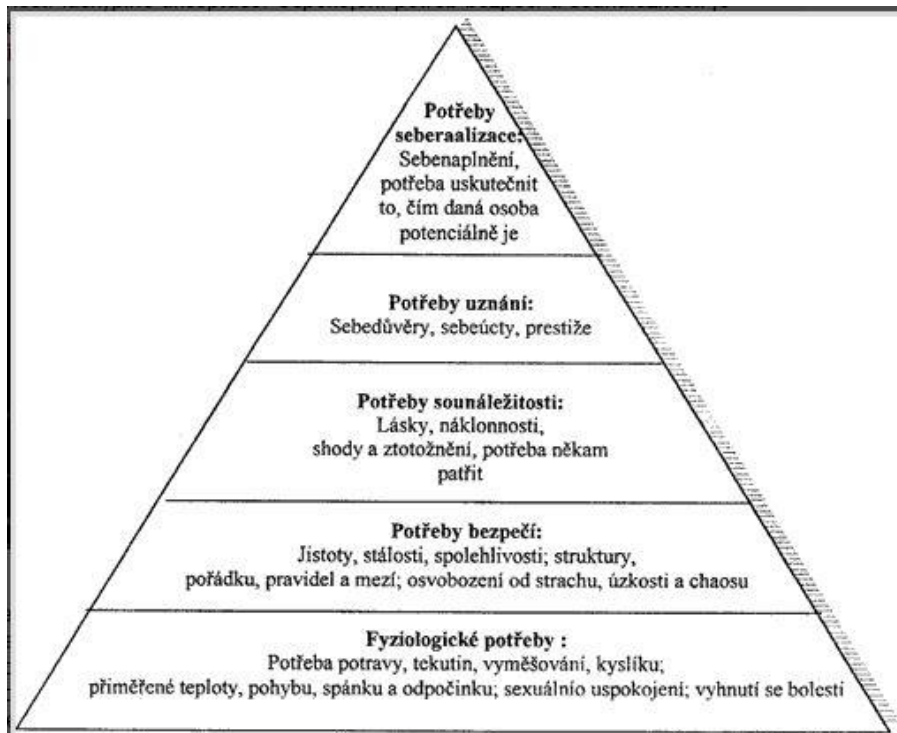 Potřeby
seberaalizace:
Sebenaplnění,
potřeba uskutečnit
to, čím daná osoba
potenciálně je
Potřeby uznání:
Sebedůvěry, sebeúcty, prestiže
Potřeby sounáležitosti:
Lásky, náklonnosti,
shody a ztotožnění, potřeba někam
patřit
Potřeby bezpečí:
Jistoty, stálosti, spolehlivosti; struktury,
pořádku, pravidel a mezí; osvobození od strachu, úzkosti a chaosu
Fyziologické potřeby :
Potřeba potravy, tekutin, vyměšování, kyslíku;
přiměřené teploty, pohybu, spánku a odpočinku; sexuálnío uspokojení; vyhnutí se bolesti